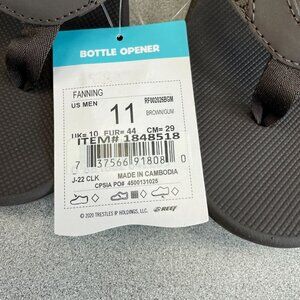 BOTTLE OPENER
FANNING
US MEN 11 RF002026BGM
BROWN/GUM
UK= 10 EUR= 44 CM= 29
ITEM# 1848518
7 37566 91808 0
J-22 CLK MADE IN CAMBODIA
CPSIA PO# 4500131025
© 2020 TRESTLES IP HOLDINGS, LLC. REEF